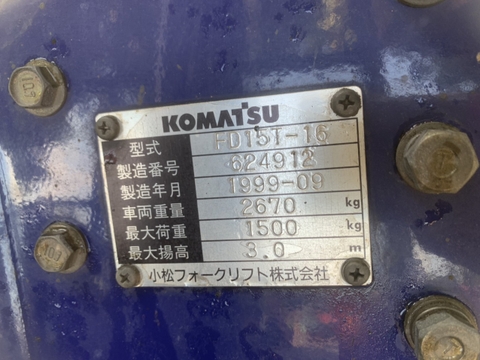 KOMATSU
型式 FD15T-16
製造番号 624912
製造年月 1999-09
車両重量 2670 kg
最大荷重 1500 kg
最大揚高 3.0 m
小松フォークリフト株式会社